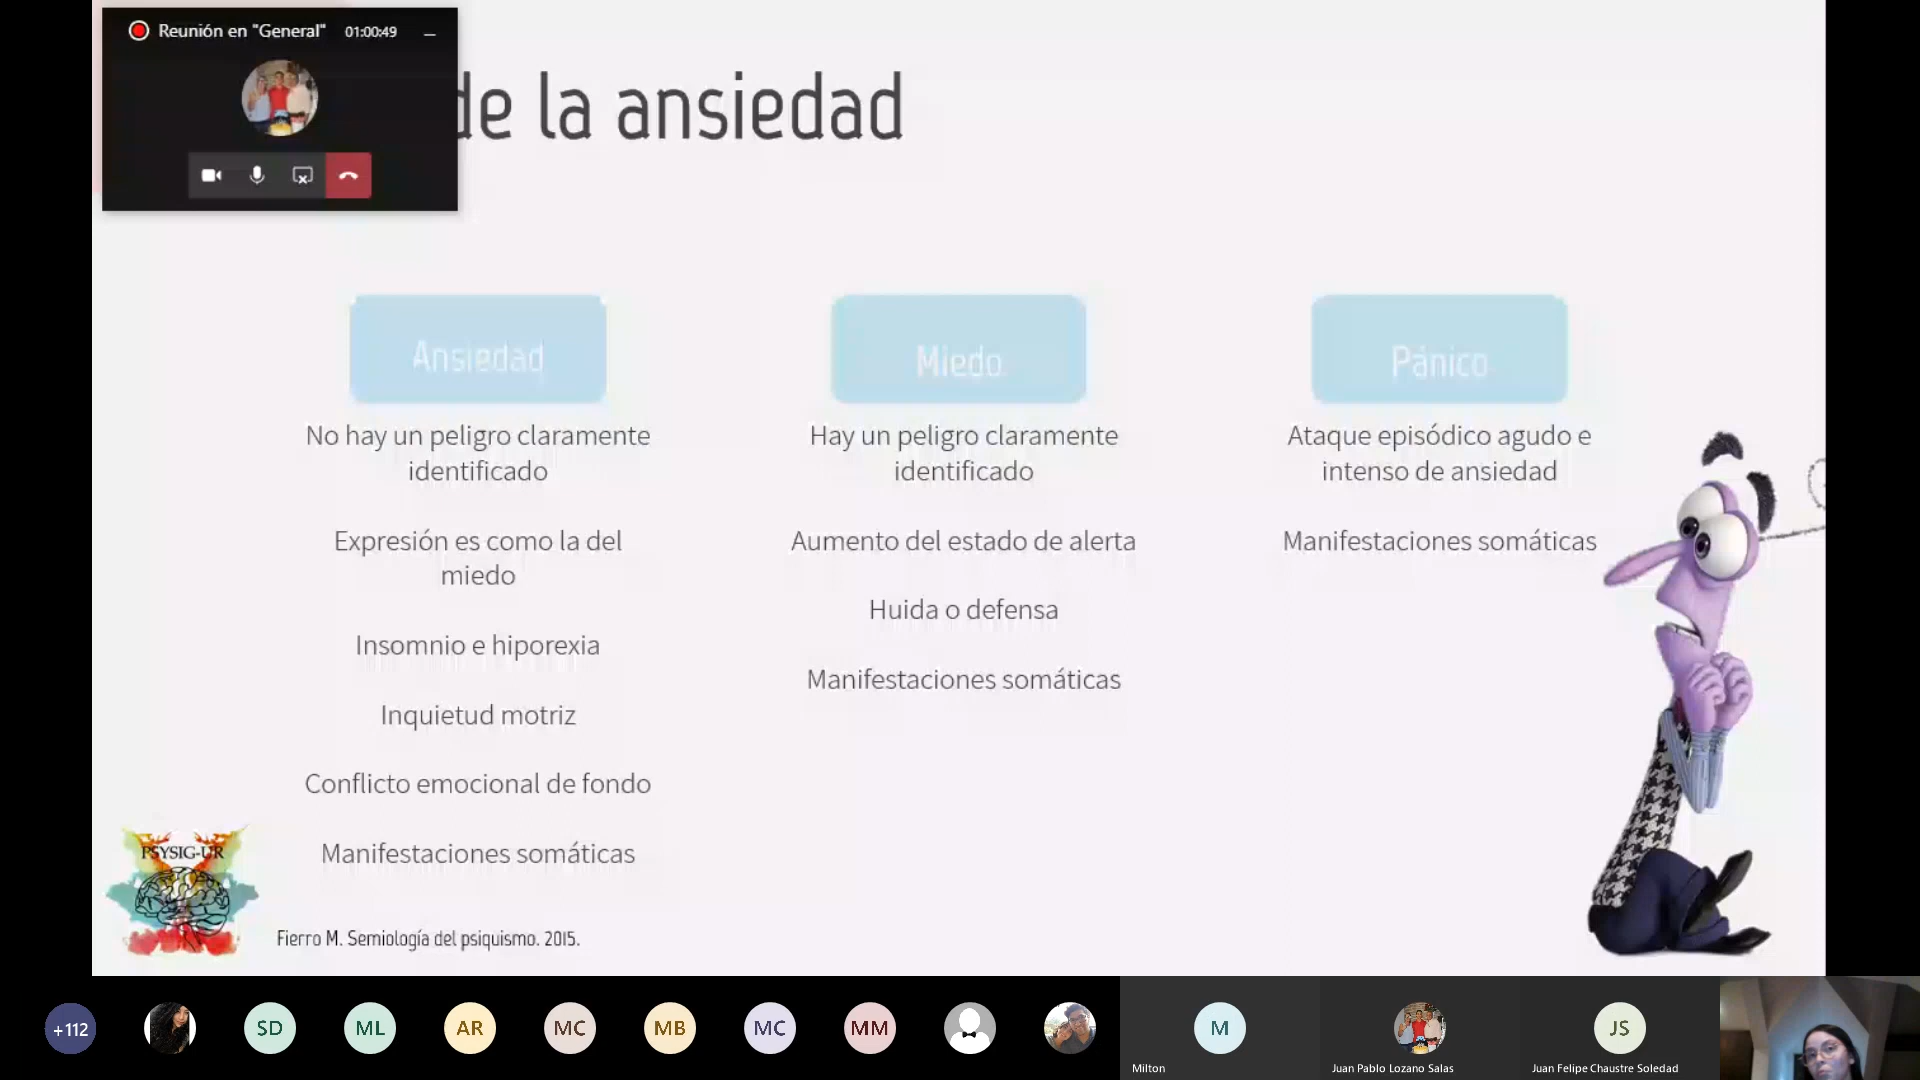 Reunión en "General" 01:00:49
de la ansiedad
Ansiedad
No hay un peligro claramente
identificado
Expresión es como la del
miedo
Insomnio e hiporexia
Inquietud motriz
Conflicto emocional de fondo
Manifestaciones somáticas
Miedo
Hay un peligro claramente
identificado
Aumento del estado de alerta
Huida o defensa
Manifestaciones somáticas
Pánico
Ataque episódico agudo e
intenso de ansiedad
Manifestaciones somáticas
PSYSIG-UR
Fierro M. Semiología del psiquismo. 2015.
+112
SD
ML
AR
MC
MB
MC
MM
M
Milton
Juan Pablo Lozano Salas
JS
Juan Felipe Chaustre Soledad